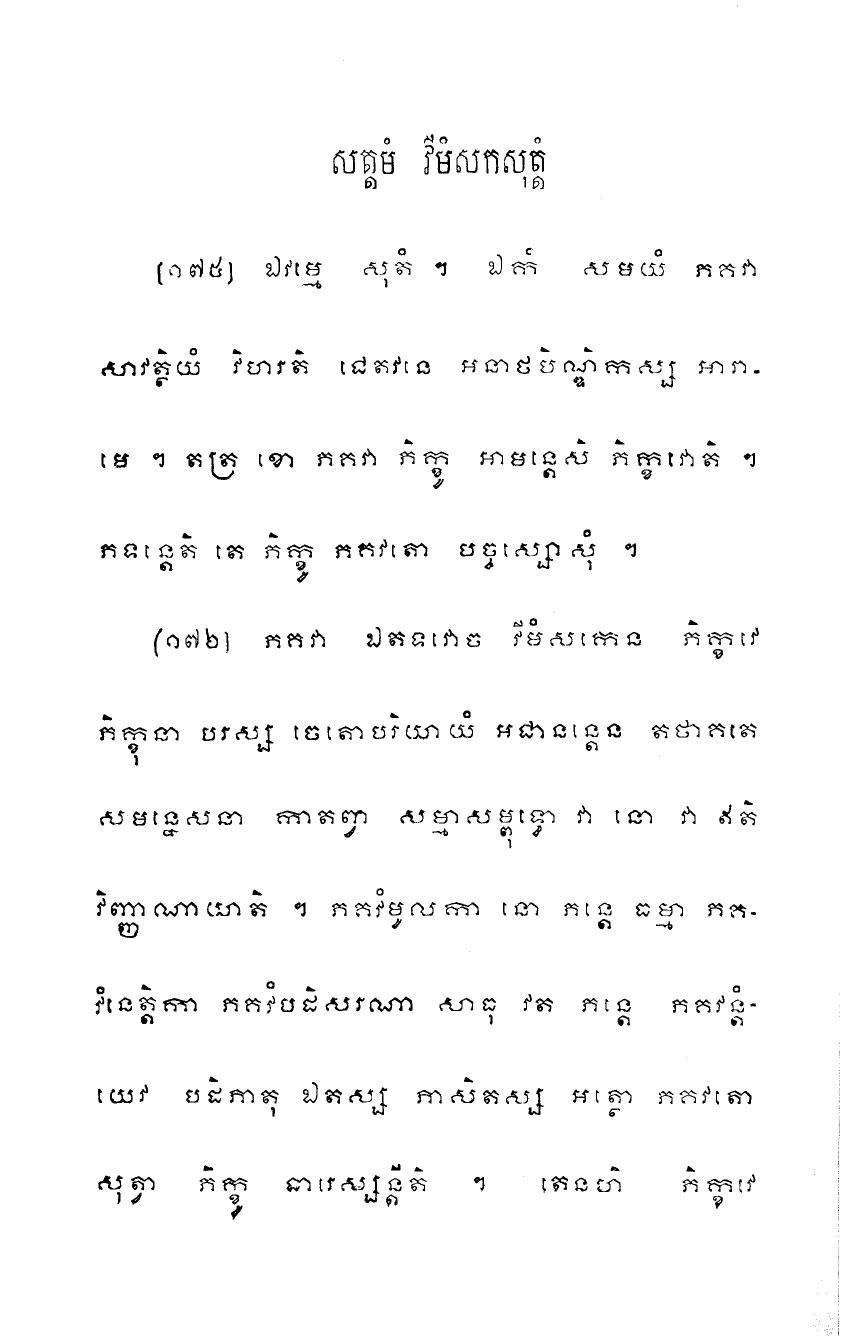 សត្តមំ វីមំសកសុត្តំ
(១៧៥) ឯវម្មេ សុតំ ។ ឯកំ សមយំ ភគវា
សាវត្ថិយំ វិហរតិ ជេតវនេ អនាថបិណ្ឌិកស្ស អារា-
មេ ។ តត្រ ខោ ភគវា ភិក្ខូ អាមន្តេសិ ភិក្ខវោតិ ។
ភទន្តេតិ តេ ភិក្ខូ ភគវតោ បច្ចស្សោសុំ ។
(១៧២) ភគវា ឯតទវោច វីមំសកេន ភិក្ខវេ
ភិក្ខុនា បរស្ស ចេតោបរិយាយំ អជានន្តេន តថាគតេ
សមន្នេសនា កាតព្វា សម្មាសម្ពុទ្ធោ វា នោ វា ឥតិ
វិញ្ញាណាយាតិ ។ ភគវំមូលកា នោ ភន្តេ ធម្មា ភគ-
វំនេត្តិកា ភគវំបដិសរណា សាធុ វត ភន្តេ ភគវន្តំ-
យេវ បដិភាតុ ឯតស្ស ភាសិតស្ស អត្ថោ ភគវតោ
សុត្វា ភិក្ខូ ធារេស្សន្តីតិ ។ តេនហិ ភិក្ខវេ